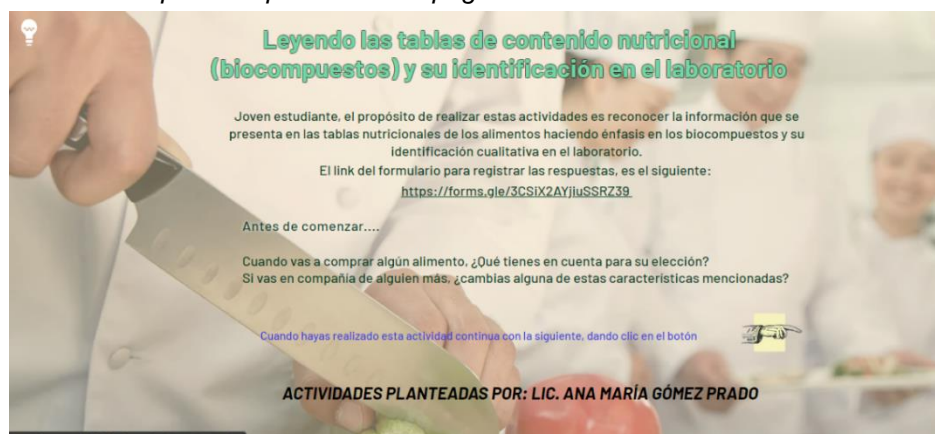 Leyendo las tablas de contenido nutricional
(biocompuestos) y su identificación en el laboratorio
Joven estudiante, el propósito de realizar estas actividades es reconocer la información que se
presenta en las tablas nutricionales de los alimentos haciendo énfasis en los biocompuestos y su
identificación cualitativa en el laboratorio.
El link del formulario para registrar las respuestas, es el siguiente:
https://forms.gle/3CSiX2AYjiuSSRZ39
Antes de comenzar....
Cuando vas a comprar algún alimento, ¿Qué tienes en cuenta para su elección?
Si vas en compañía de alguien más, ¿cambias alguna de estas características mencionadas?
Cuando hayas realizado esta actividad continua con la siguiente, dando clic en el botón
ACTIVIDADES PLANTEADAS POR: LIC. ANA MARÍA GÓMEZ PRADO